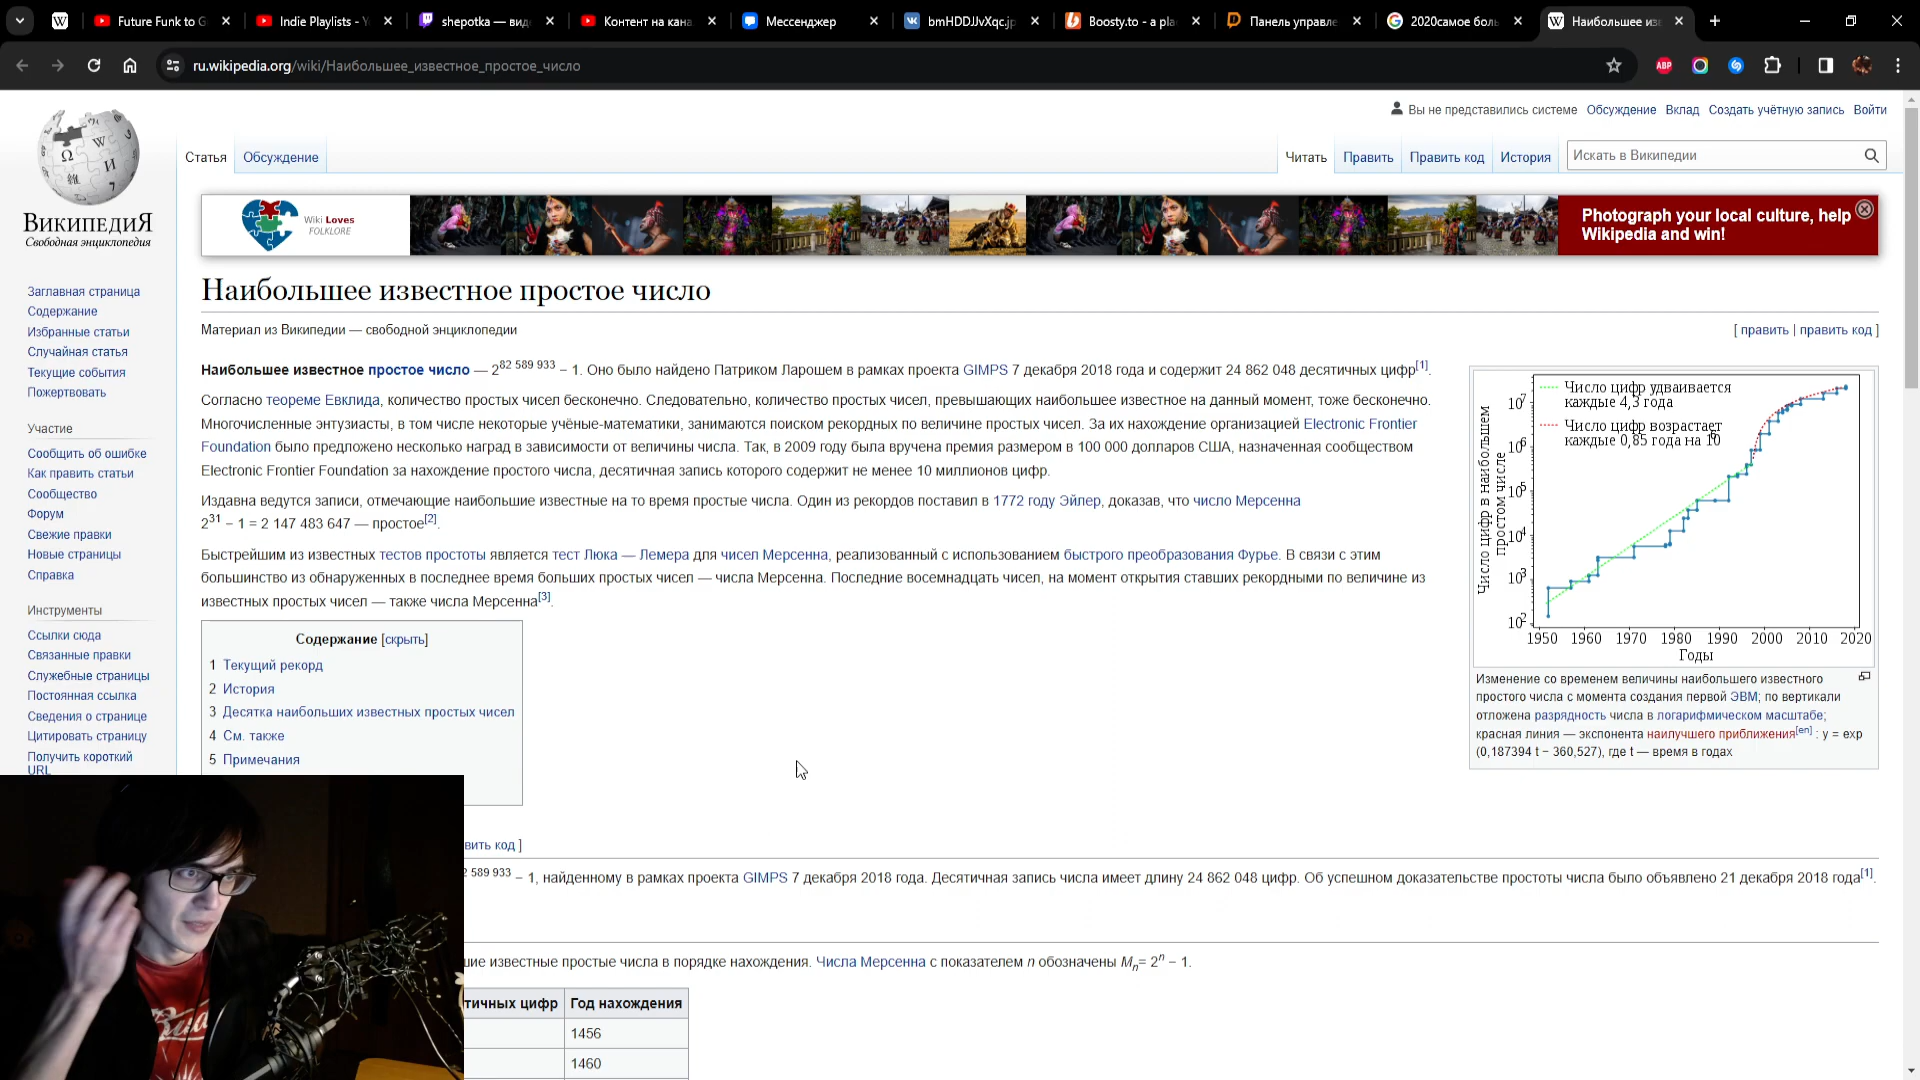 Future Funk to G
Indie Playlists - Y
shepotka — вид
Контент на кана
Мессенджер
bmHDDJJvXqc.jp
Boosty.to - a pla
Панель управле
2020самое боль
Наибольшее из
ru.wikipedia.org/wiki/Наибольшее_известное_простое_число
ABP
Вы не представились системе Обсуждение Вклад Создать учётную запись Войти
ВикипедиЯ
Свободная энциклопедия
Статья Обсуждение
Читать Править Править код История Искать в Википедии
Wiki Loves
FOLKLORE
Photograph your local culture, help
Wikipedia and win!
Заглавная страница
Содержание
Избранные статьи
Случайная статья
Текущие события
Пожертвовать
Участие
Сообщить об ошибке
Как править статьи
Сообщество
Форум
Свежие правки
Новые страницы
Справка
Инструменты
Ссылки сюда
Связанные правки
Служебные страницы
Постоянная ссылка
Сведения о странице
Цитировать страницу
Получить короткий
URL
Наибольшее известное простое число
Материал из Википедии — свободной энциклопедии
[ править | править код ]
Наибольшее известное простое число — 2^82 589 933 − 1. Оно было найдено Патриком Ларошем в рамках проекта GIMPS 7 декабря 2018 года и содержит 24 862 048 десятичных цифр[1].
Согласно теореме Евклида, количество простых чисел бесконечно. Следовательно, количество простых чисел, превышающих наибольшее известное на данный момент, тоже бесконечно.
Многочисленные энтузиасты, в том числе некоторые учёные-математики, занимаются поиском рекордных по величине простых чисел. За их нахождение организацией Electronic Frontier
Foundation было предложено несколько наград в зависимости от величины числа. Так, в 2009 году была вручена премия размером в 100 000 долларов США, назначенная сообществом
Electronic Frontier Foundation за нахождение простого числа, десятичная запись которого содержит не менее 10 миллионов цифр.
Издавна ведутся записи, отмечающие наибольшие известные на то время простые числа. Один из рекордов поставил в 1772 году Эйлер, доказав, что число Мерсенна
2^31 − 1 = 2 147 483 647 — простое[2].
Быстрейшим из известных тестов простоты является тест Люка — Лемера для чисел Мерсенна, реализованный с использованием быстрого преобразования Фурье. В связи с этим
большинство из обнаруженных в последнее время больших простых чисел — числа Мерсенна. Последние восемнадцать чисел, на момент открытия ставших рекордными по величине из
известных простых чисел — также числа Мерсенна[3].
Число цифр удваивается
каждые 4,3 года
Число цифр возрастает
каждые 0,85 года на 10^6
Число цифр в наибольшем
простом числе
10^7
10^6
10^5
10^4
10^3
10^2
1950 1960 1970 1980 1990 2000 2010 2020
Годы
Изменение со временем величины наибольшего известного
простого числа с момента создания первой ЭВМ; по вертикали
отложена разрядность числа в логарифмическом масштабе;
красная линия — экспонента наилучшего приближения[en] : y = exp
(0,187394 t − 360,527), где t — время в годах
Содержание [скрыть]
1 Текущий рекорд
2 История
3 Десятка наибольших известных простых чисел
4 См. также
5 Примечания
вить код ]
2 589 933 − 1, найденному в рамках проекта GIMPS 7 декабря 2018 года. Десятичная запись числа имеет длину 24 862 048 цифр. Об успешном доказательстве простоты числа было объявлено 21 декабря 2018 года[1].
шие известные простые числа в порядке нахождения. Числа Мерсенна с показателем n обозначены Mn= 2^n − 1.
тичных цифр Год нахождения
1456
1460